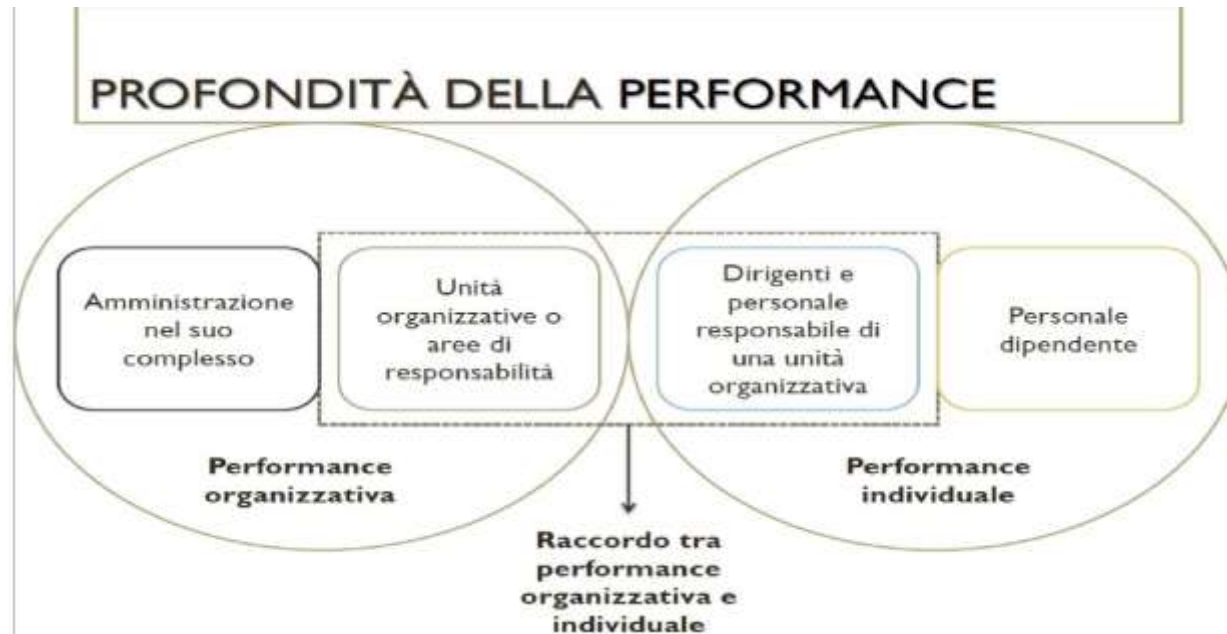 PROFONDITÀ DELLA PERFORMANCE
Amministrazione
nel suo
complesso
Unità
organizzative o
aree di
responsabilità
Dirigenti e
personale
responsabile di
una unità
organizzativa
Personale
dipendente
Performance
organizzativa
Performance
individuale
Raccordo tra
performance
organizzativa e
individuale